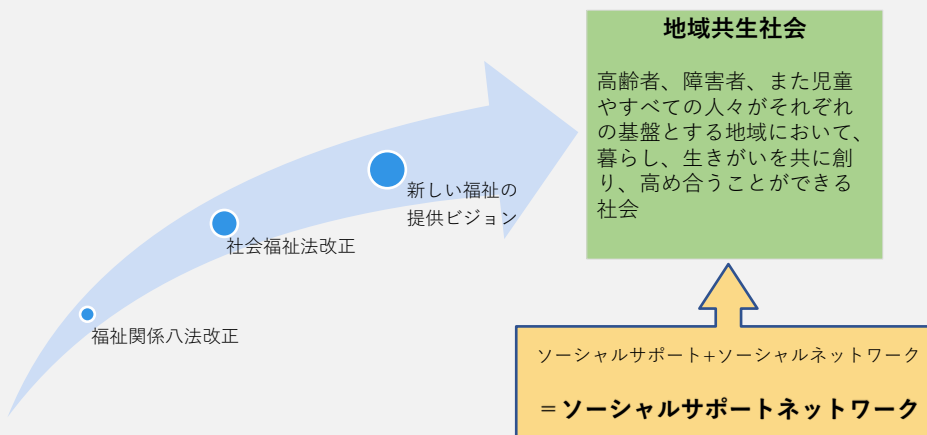 地域共生社会
高齢者、障害者、また児童
やすべての人々がそれぞれ
の基盤とする地域において、
暮らし、生きがいを共に創
り、高め合うことができる
社会
新しい福祉の
提供ビジョン
社会福祉法改正
福祉関係八法改正
ソーシャルサポート+ソーシャルネットワーク
=ソーシャルサポートネットワーク